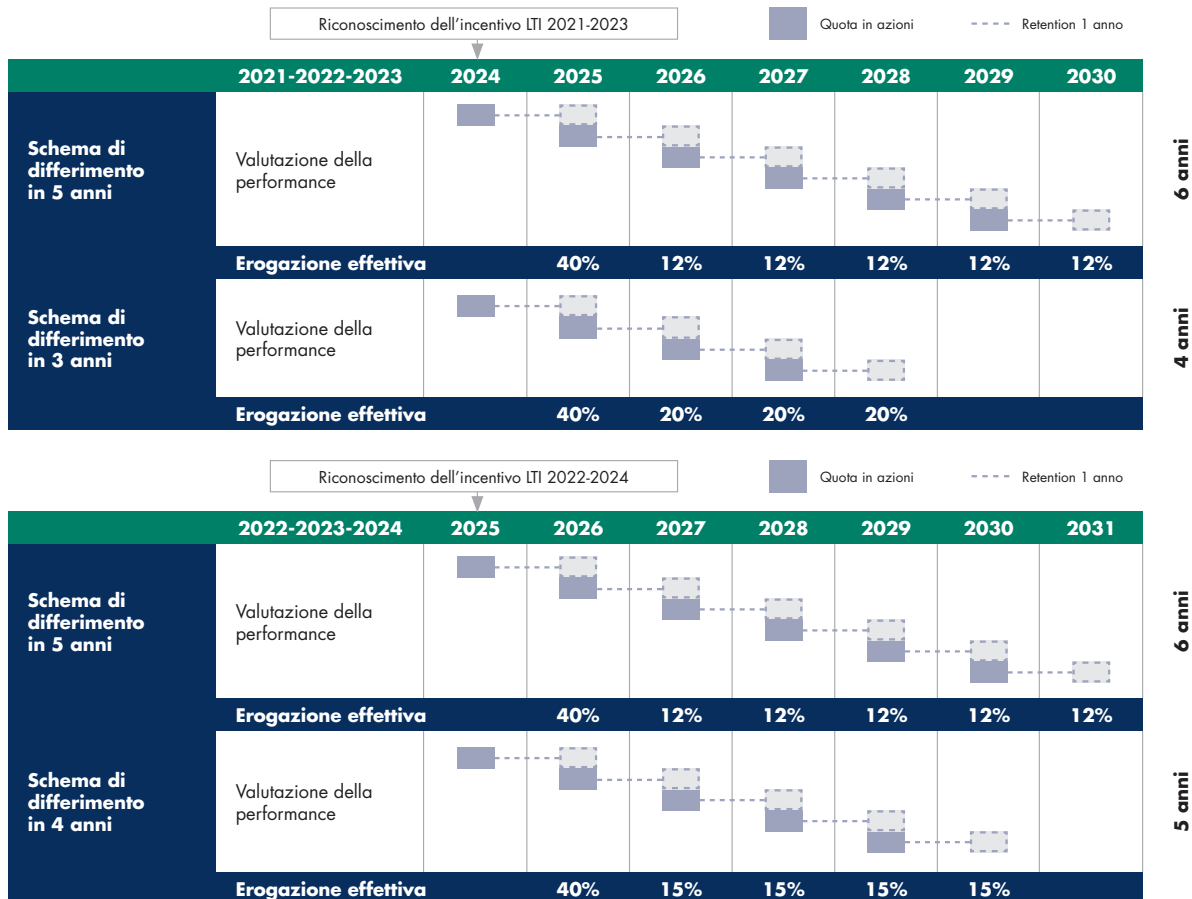 Riconoscimento dell’incentivo LTI 2021-2023
Quota in azioni
Retention 1 anno
2021-2022-2023 2024 2025 2026 2027 2028 2029 2030
Schema di
differimento
in 5 anni
Valutazione della
performance
6 anni
Erogazione effettiva 40% 12% 12% 12% 12% 12%
Schema di
differimento
in 3 anni
Valutazione della
performance
4 anni
Erogazione effettiva 40% 20% 20% 20%
Riconoscimento dell’incentivo LTI 2022-2024
Quota in azioni
Retention 1 anno
2022-2023-2024 2025 2026 2027 2028 2029 2030 2031
Schema di
differimento
in 5 anni
Valutazione della
performance
6 anni
Erogazione effettiva 40% 12% 12% 12% 12% 12%
Schema di
differimento
in 4 anni
Valutazione della
performance
5 anni
Erogazione effettiva 40% 15% 15% 15% 15%